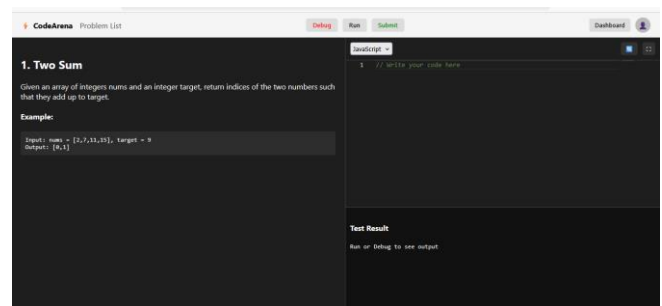 CodeArena Problem List Debug Run Submit Dashboard
1. Two Sum
Given an array of integers nums and an integer target, return indices of the two numbers such
that they add up to target.
Example:
Input: nums = [2,7,11,15], target = 9
Output: [0,1]
JavaScript
1 // Write your code here
Test Result
Run or Debug to see output